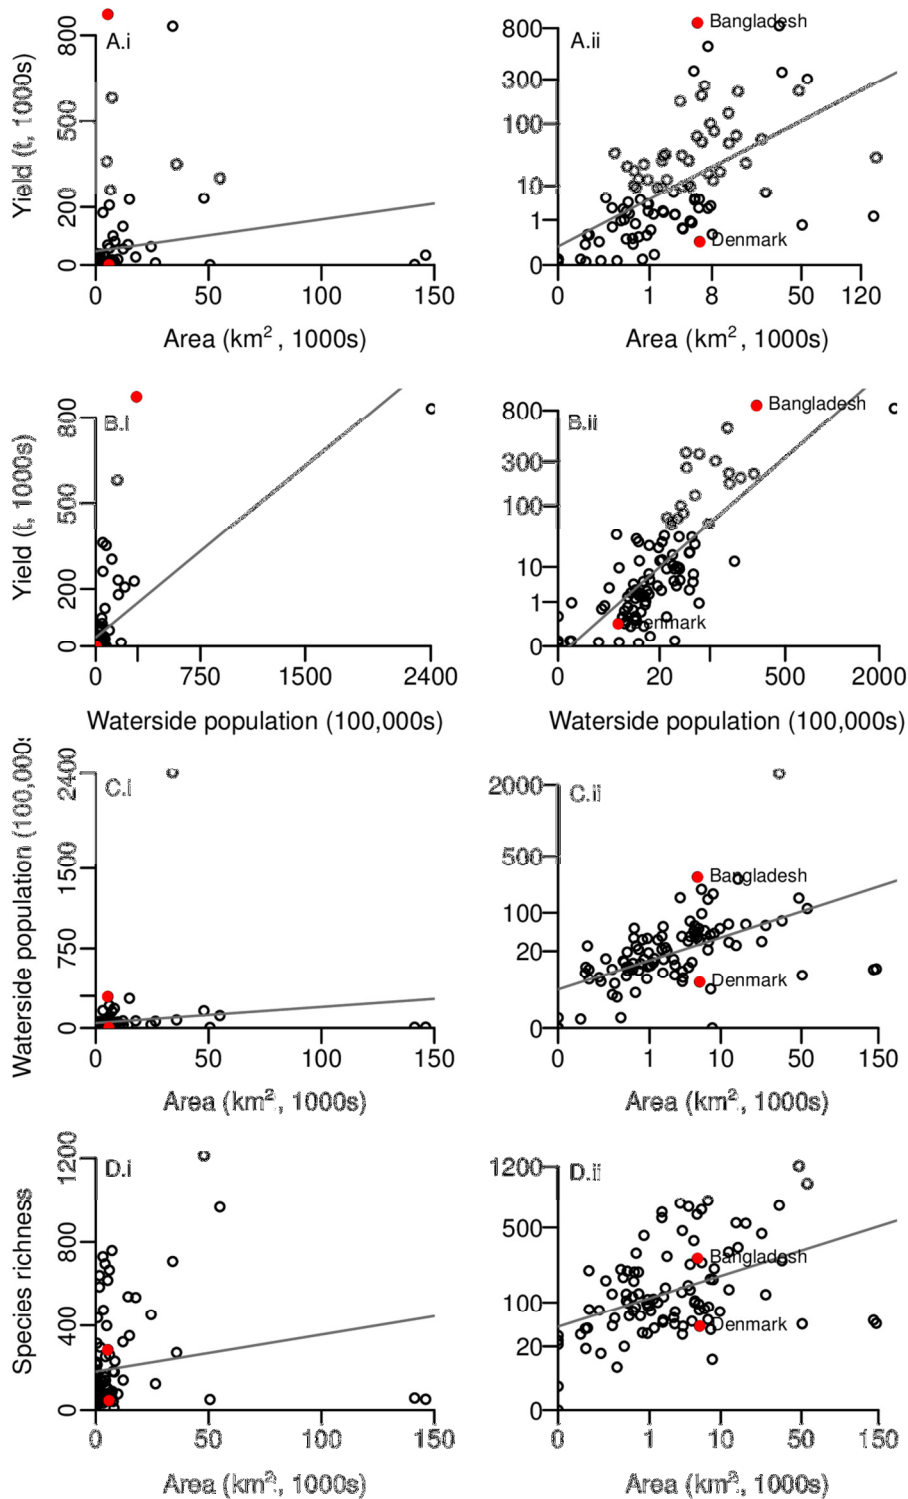 A.i
Yield (t, 1000s)
800
500
200
0
0 50 100 150
Area (km², 1000s)
A.ii
Bangladesh
Denmark
800
300
100
10
1
0
0 1 8 50 120
Area (km², 1000s)
B.i
Yield (t, 1000s)
800
500
200
0
0 750 1500 2400
Waterside population (100,000s)
B.ii
Bangladesh
Denmark
800
300
100
10
1
0
0 20 500 2000
Waterside population (100,000s)
C.i
Waterside population (100,000s
2400
1500
750
0
0 50 100 150
Area (km², 1000s)
C.ii
Bangladesh
Denmark
2000
500
100
20
0
0 1 10 50 150
Area (km², 1000s)
D.i
Species richness
1200
800
400
0
0 50 100 150
Area (km², 1000s)
D.ii
Bangladesh
Denmark
1200
500
100
20
0
0 1 10 50 150
Area (km², 1000s)